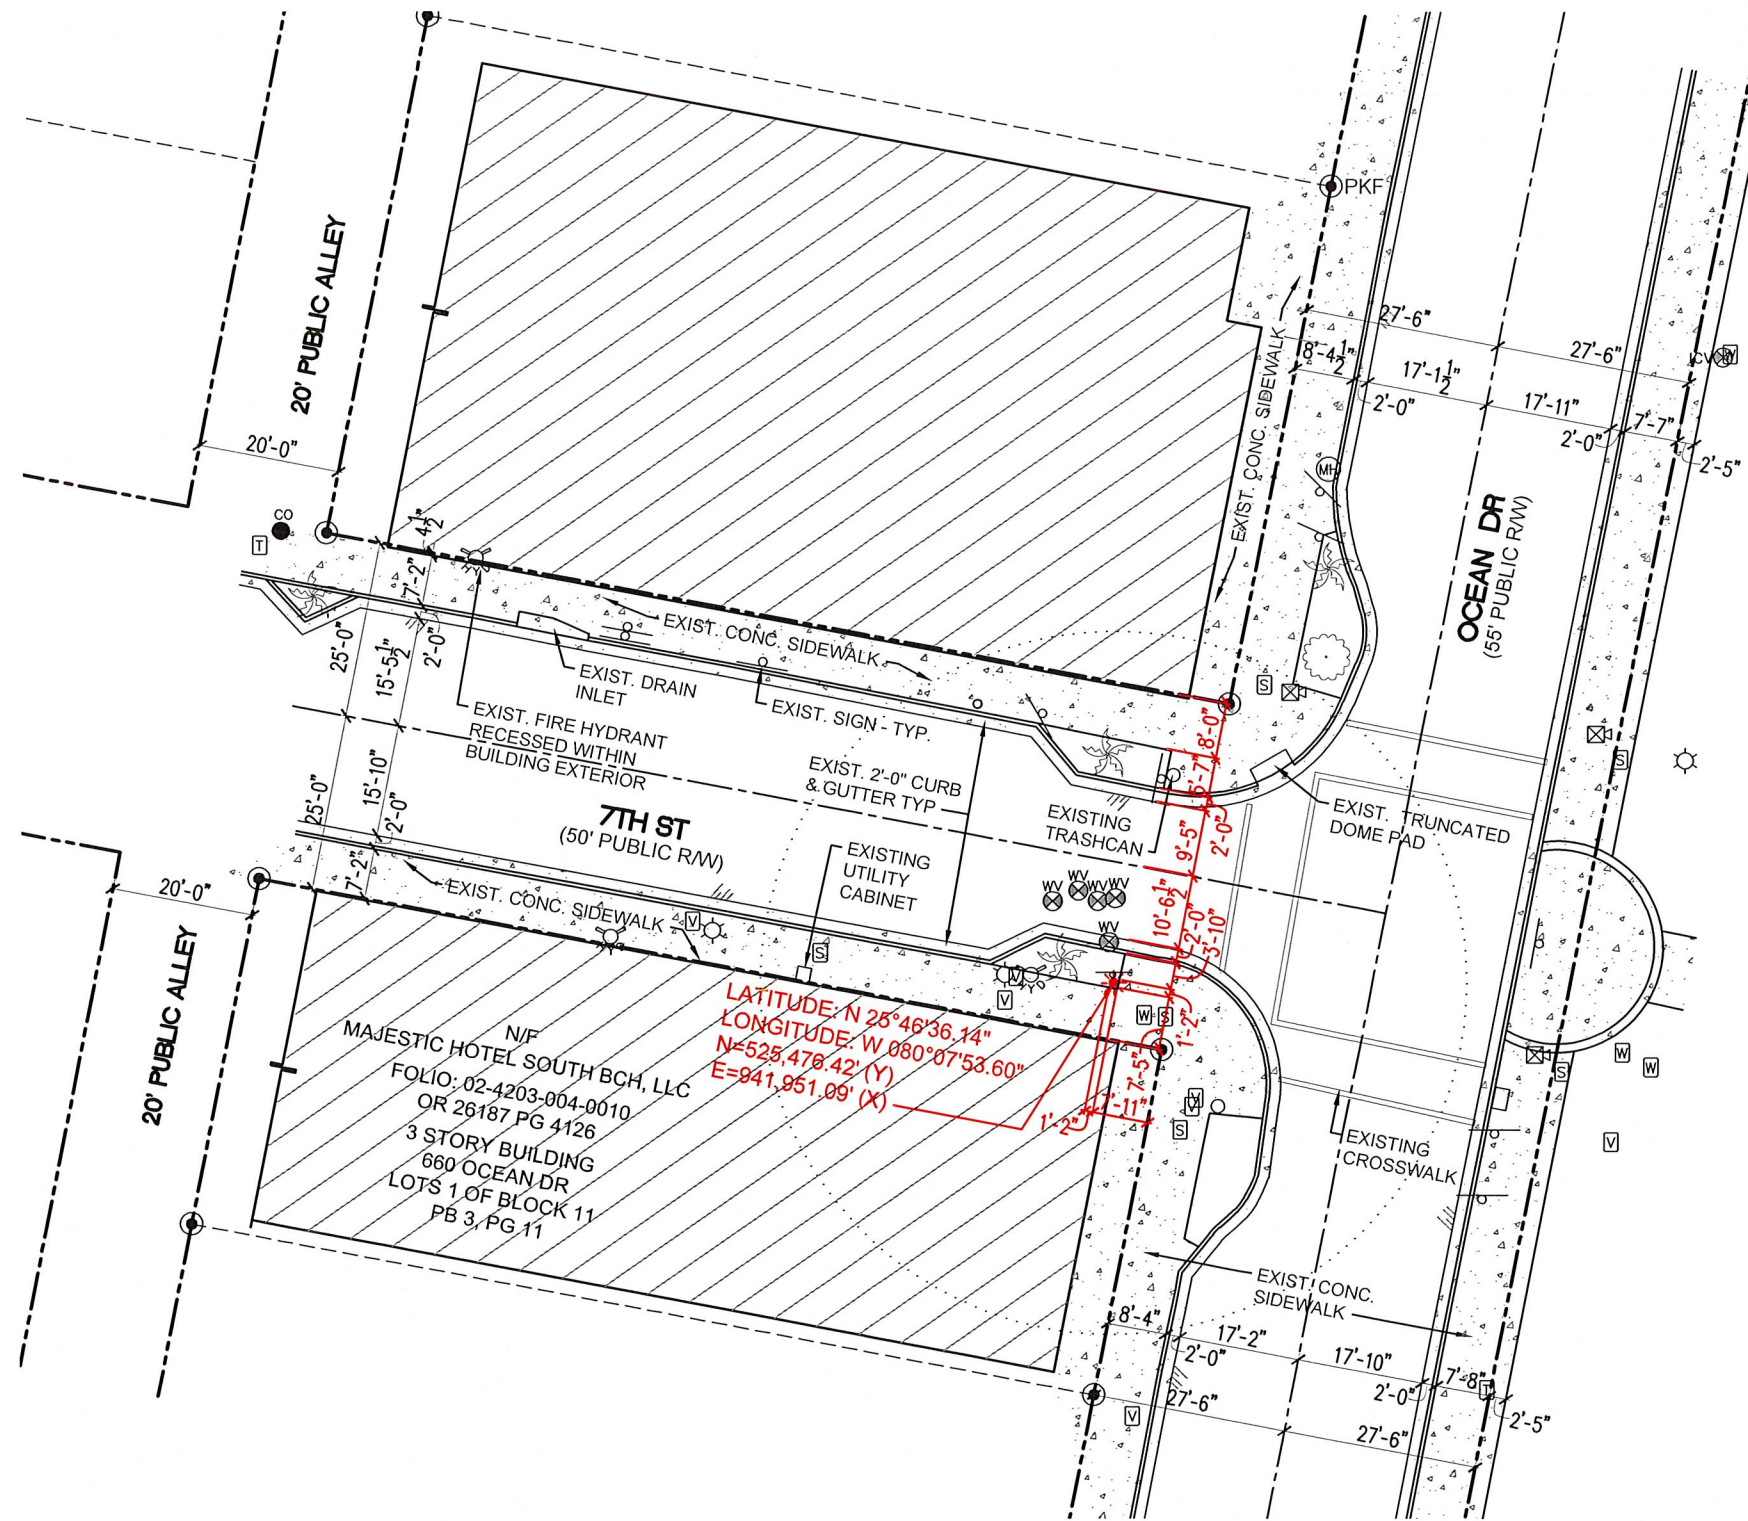 PKF
20' PUBLIC ALLEY
27'-6"
27'-6"
8'-4 1/2"
17'-1 1/2"
2'-0"
17'-11"
2'-0"
7'-7"
2'-5"
ICV
W
EXIST. CONC. SIDEWALK
MH
20'-0"
CO
T
4 1/2"
7'-2"
HYD
25'-0"
15'-5 1/2"
2'-0"
OCEAN DR
(55' PUBLIC R/W)
EXIST. CONC. SIDEWALK
EXIST. DRAIN
INLET
EXIST. SIGN - TYP.
S
EXIST. FIRE HYDRANT
RECESSED WITHIN
BUILDING EXTERIOR
8'-0"
5'-7"
2'-0"
9'-5"
10'-6 1/2"
2'-0"
3'-10"
EXIST. 2'-0" CURB
& GUTTER TYP
EXISTING
TRASHCAN
EXIST. TRUNCATED
DOME PAD
S
25'-0"
15'-10"
2'-0"
7'-2"
7TH ST
(50' PUBLIC R/W)
EXISTING
UTILITY
CABINET
WV
WV
WV
WV
WV
20'-0"
EXIST. CONC. SIDEWALK
V
HYD
S
V
HYD
V
W
S
20' PUBLIC ALLEY
LATITUDE: N 25°46'36.14"
LONGITUDE: W 080°07'53.60"
N=525,476.42' (Y)
E=941,951.09' (X)
1'-2"
7'-5"
7'-11"
1'-2"
N/F
MAJESTIC HOTEL SOUTH BCH, LLC
FOLIO: 02-4203-004-0010
OR 26187 PG 4126
3 STORY BUILDING
660 OCEAN DR
LOTS 1 OF BLOCK 11
PB 3, PG 11
V
V
S
S
W
W
V
EXISTING
CROSSWALK
EXIST. CONC.
SIDEWALK
8'-4"
2'-0"
17'-2"
17'-10"
2'-0"
7'-8"
T
2'-5"
27'-6"
27'-6"
V